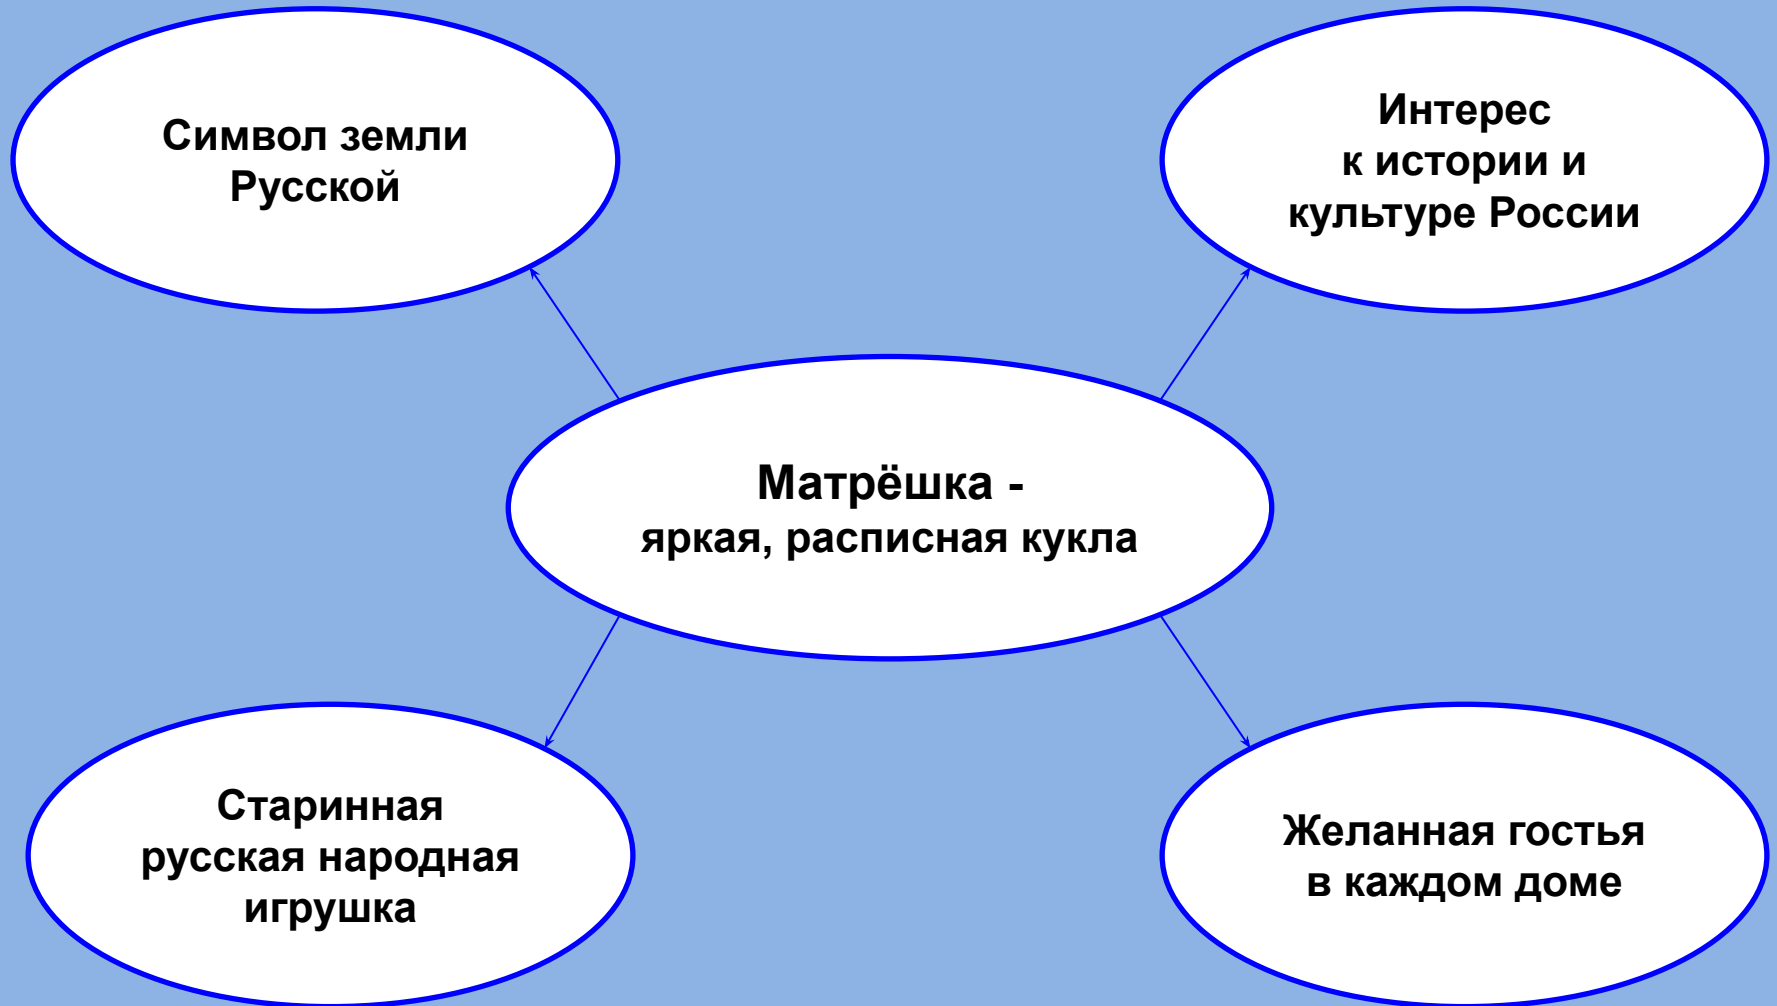 Символ земли
Русской
Интерес
к истории и
культуре России
Матрёшка -
яркая, расписная кукла
Старинная
русская народная
игрушка
Желанная гостья
в каждом доме